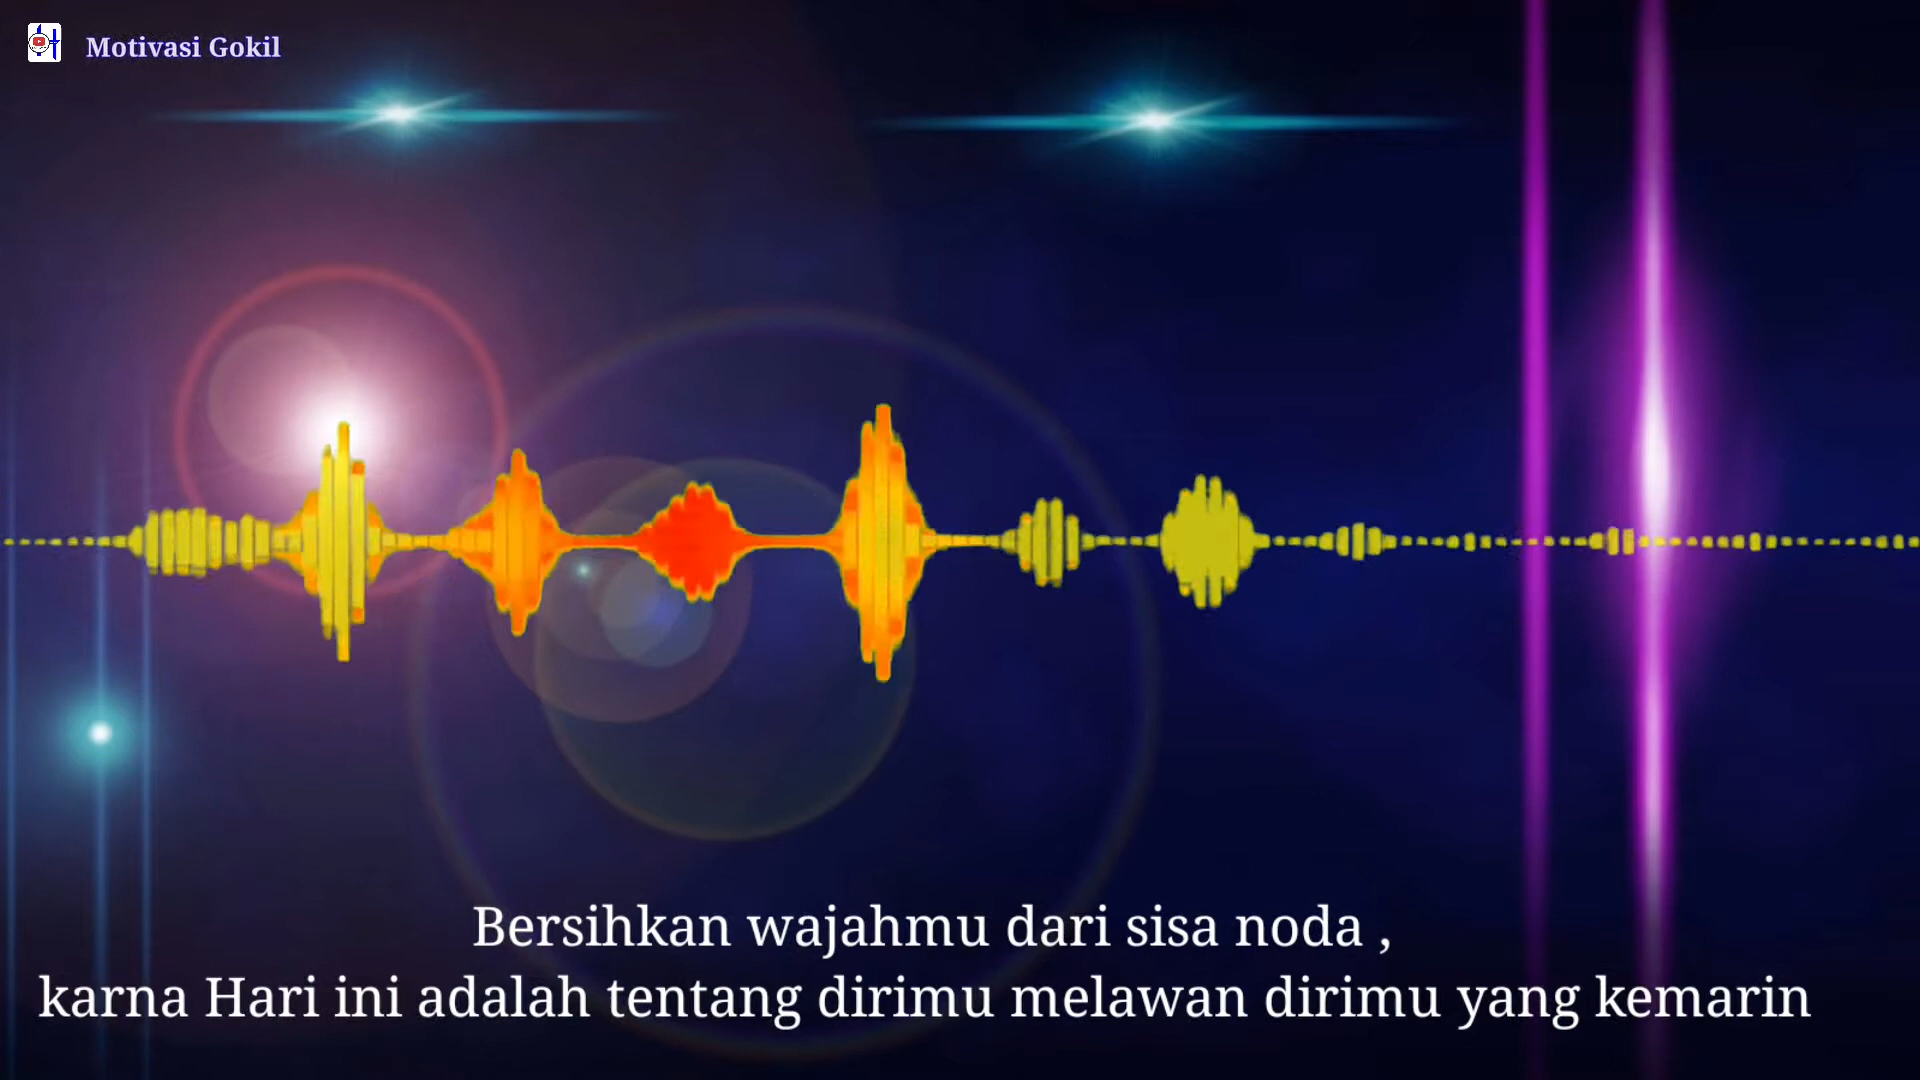 Motivasi Gokil
Bersihkan wajahmu dari sisa noda ,
karna Hari ini adalah tentang dirimu melawan dirimu yang kemarin